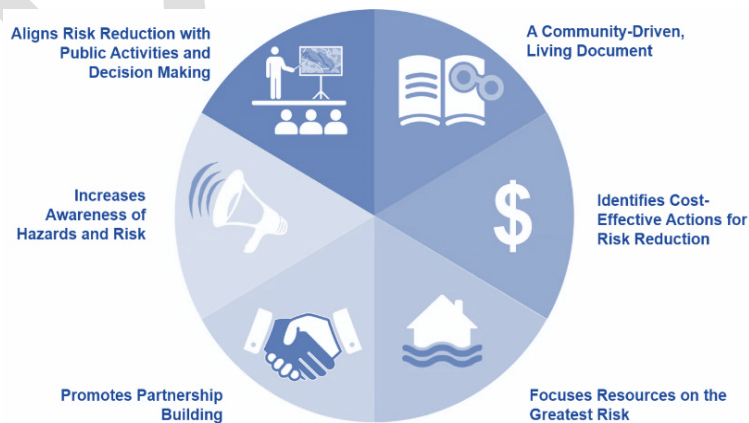 Aligns Risk Reduction with
Public Activities and
Decision Making
A Community-Driven,
Living Document
Increases
Awareness of
Hazards and Risk
$
Identifies Cost-
Effective Actions for
Risk Reduction
Promotes Partnership
Building
Focuses Resources on the
Greatest Risk